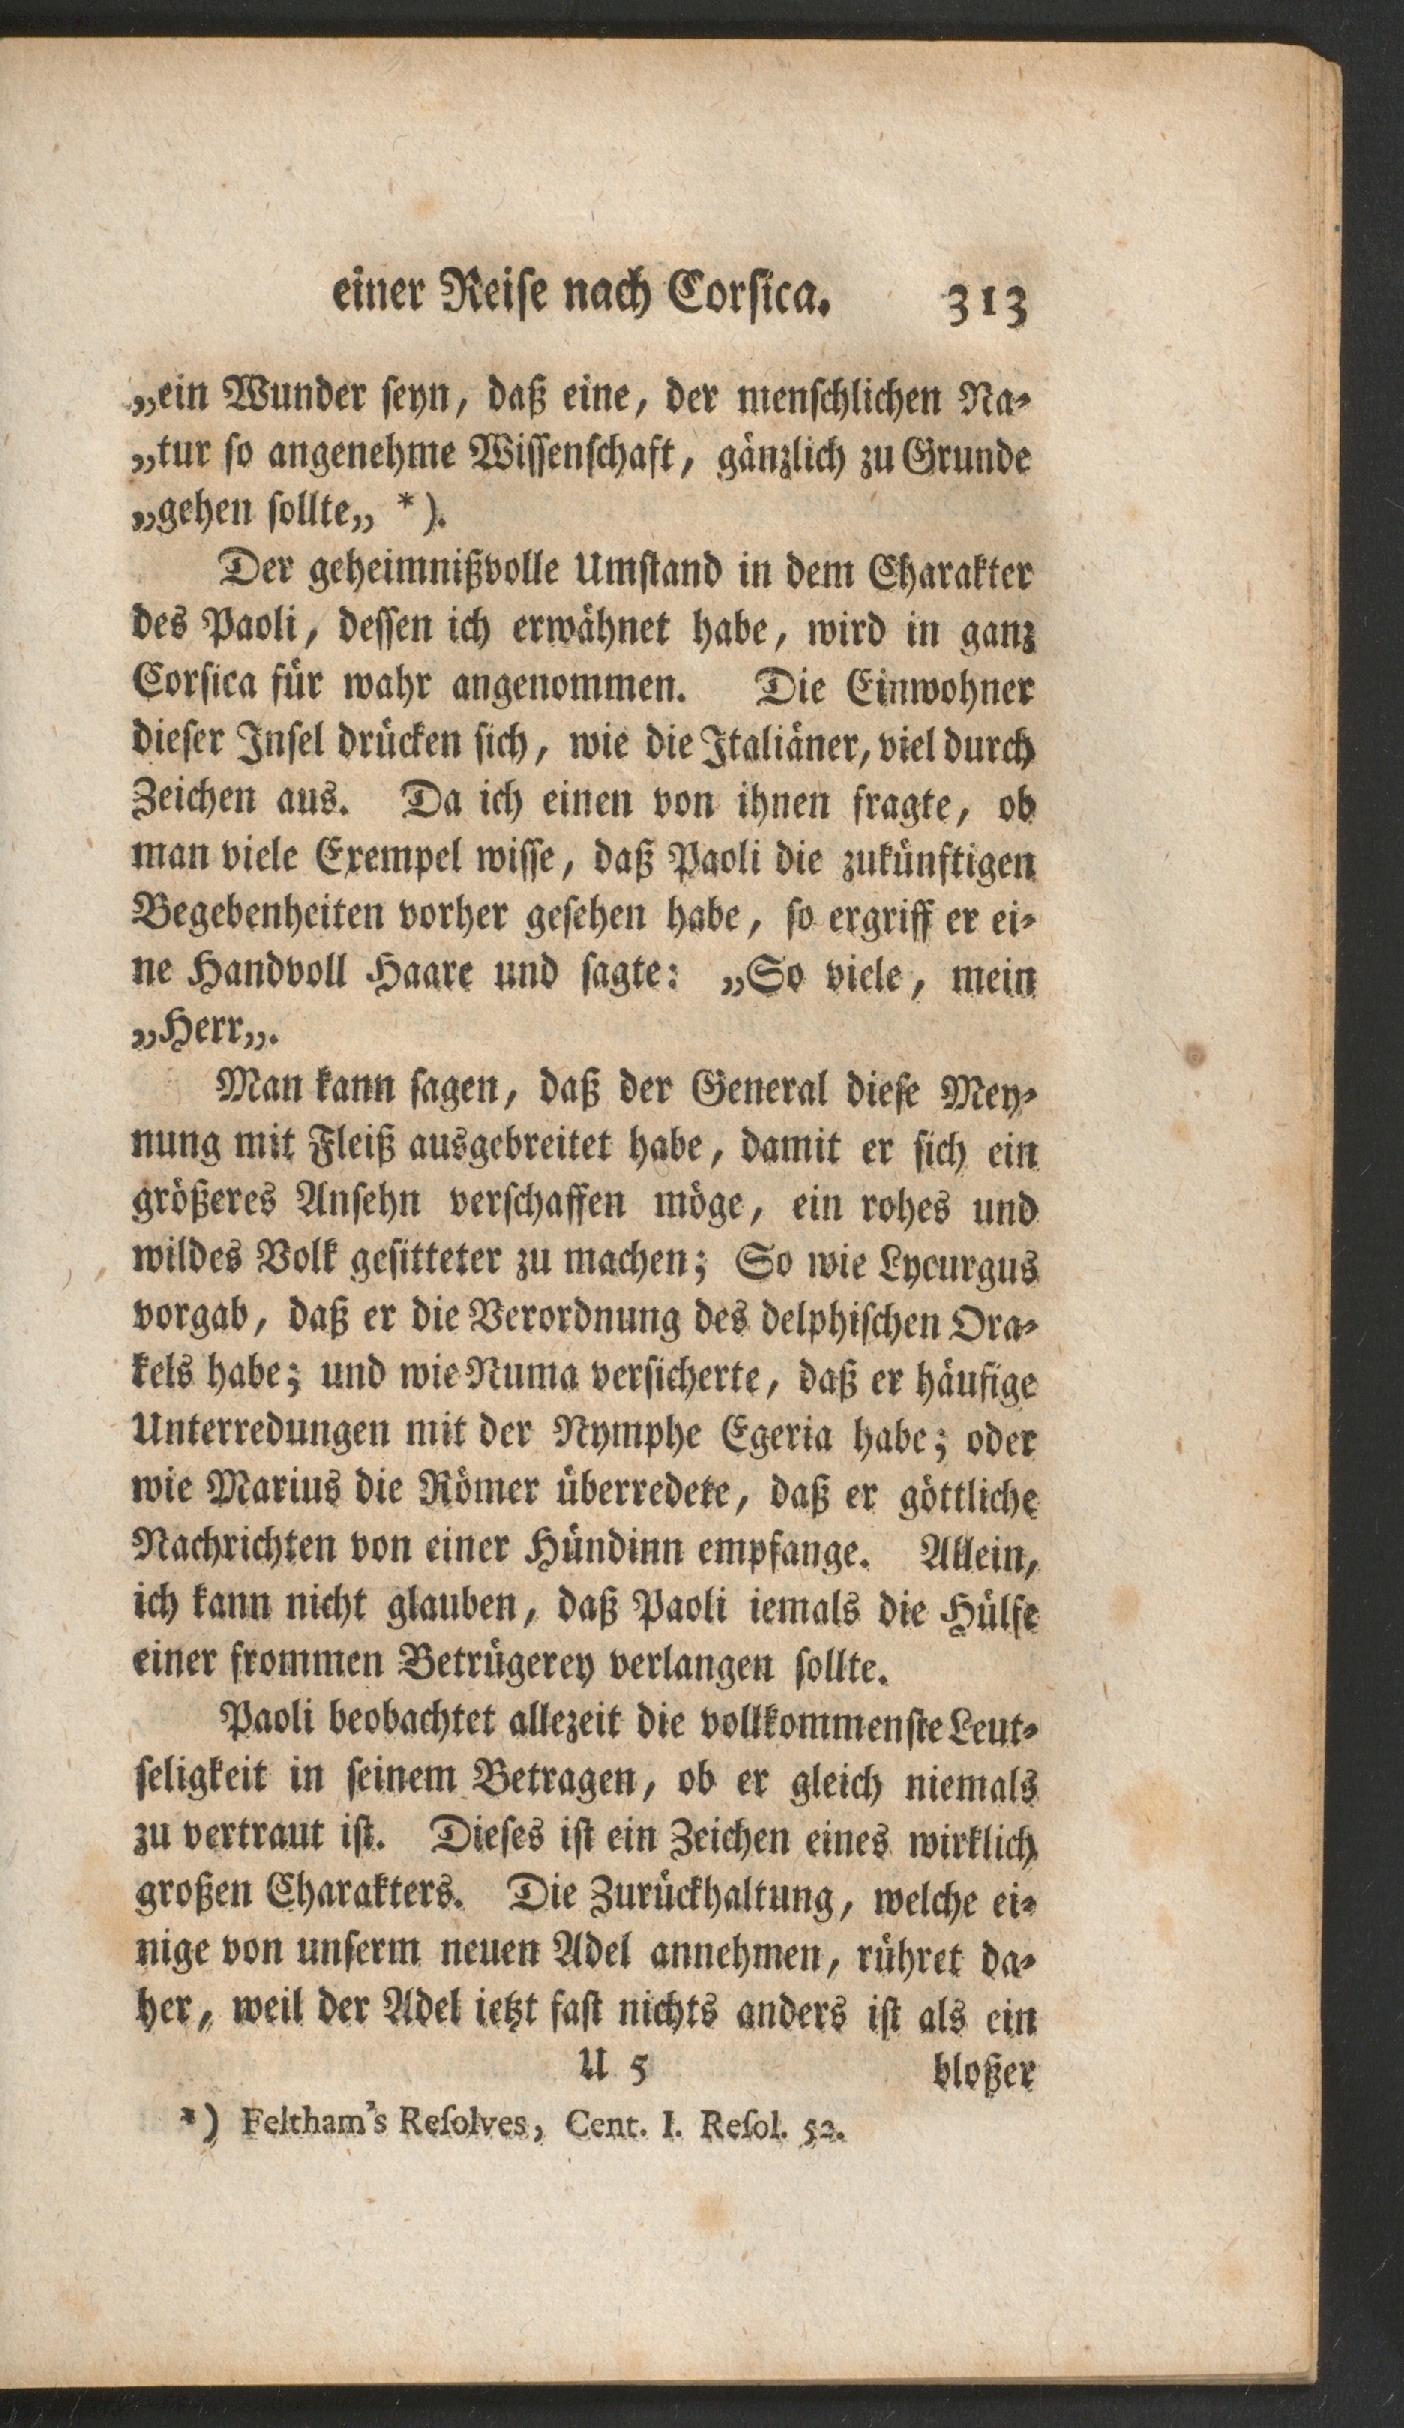 einer Reiſe nach Corſica. 313
„ein Wunder ſeyn, daß eine, der menſchlichen Na-
„tur ſo angenehme Wiſſenſchaft, gänzlich zu Grunde
„gehen ſollte„ *).
Der geheimnißvolle Umſtand in dem Charakter
des Paoli, deſſen ich erwähnet habe, wird in ganz
Corſica für wahr angenommen. Die Einwohner
dieſer Inſel drücken ſich, wie die Italiäner, viel durch
Zeichen aus. Da ich einen von ihnen fragte, ob
man viele Exempel wiſſe, daß Paoli die zukünftigen
Begebenheiten vorher geſehen habe, ſo ergriff er ei-
ne Handvoll Haare und ſagte: „So viele, mein
„Herr„.
Man kann ſagen, daß der General dieſe Mey-
nung mit Fleiß ausgebreitet habe, damit er ſich ein
größeres Anſehn verſchaffen möge, ein rohes und
wildes Volk geſitteter zu machen; So wie Lycurgus
vorgab, daß er die Verordnung des delphiſchen Ora-
kels habe; und wie Numa verſicherte, daß er häufige
Unterredungen mit der Nymphe Egeria habe; oder
wie Marius die Römer überredete, daß er göttliche
Nachrichten von einer Hündinn empfange. Allein,
ich kann nicht glauben, daß Paoli iemals die Hülfe
einer frommen Betrügerey verlangen ſollte.
Paoli beobachtet allezeit die vollkommenſte Leut-
ſeligkeit in ſeinem Betragen, ob er gleich niemals
zu vertraut iſt. Dieſes iſt ein Zeichen eines wirklich
großen Charakters. Die Zurückhaltung, welche ei-
nige von unſerm neuen Adel annehmen, rühret da-
her, weil der Adel ietzt faſt nichts anders iſt als ein
U 5 bloßer
*) Feltham's Reſolves, Cent. I. Reſol. 52.